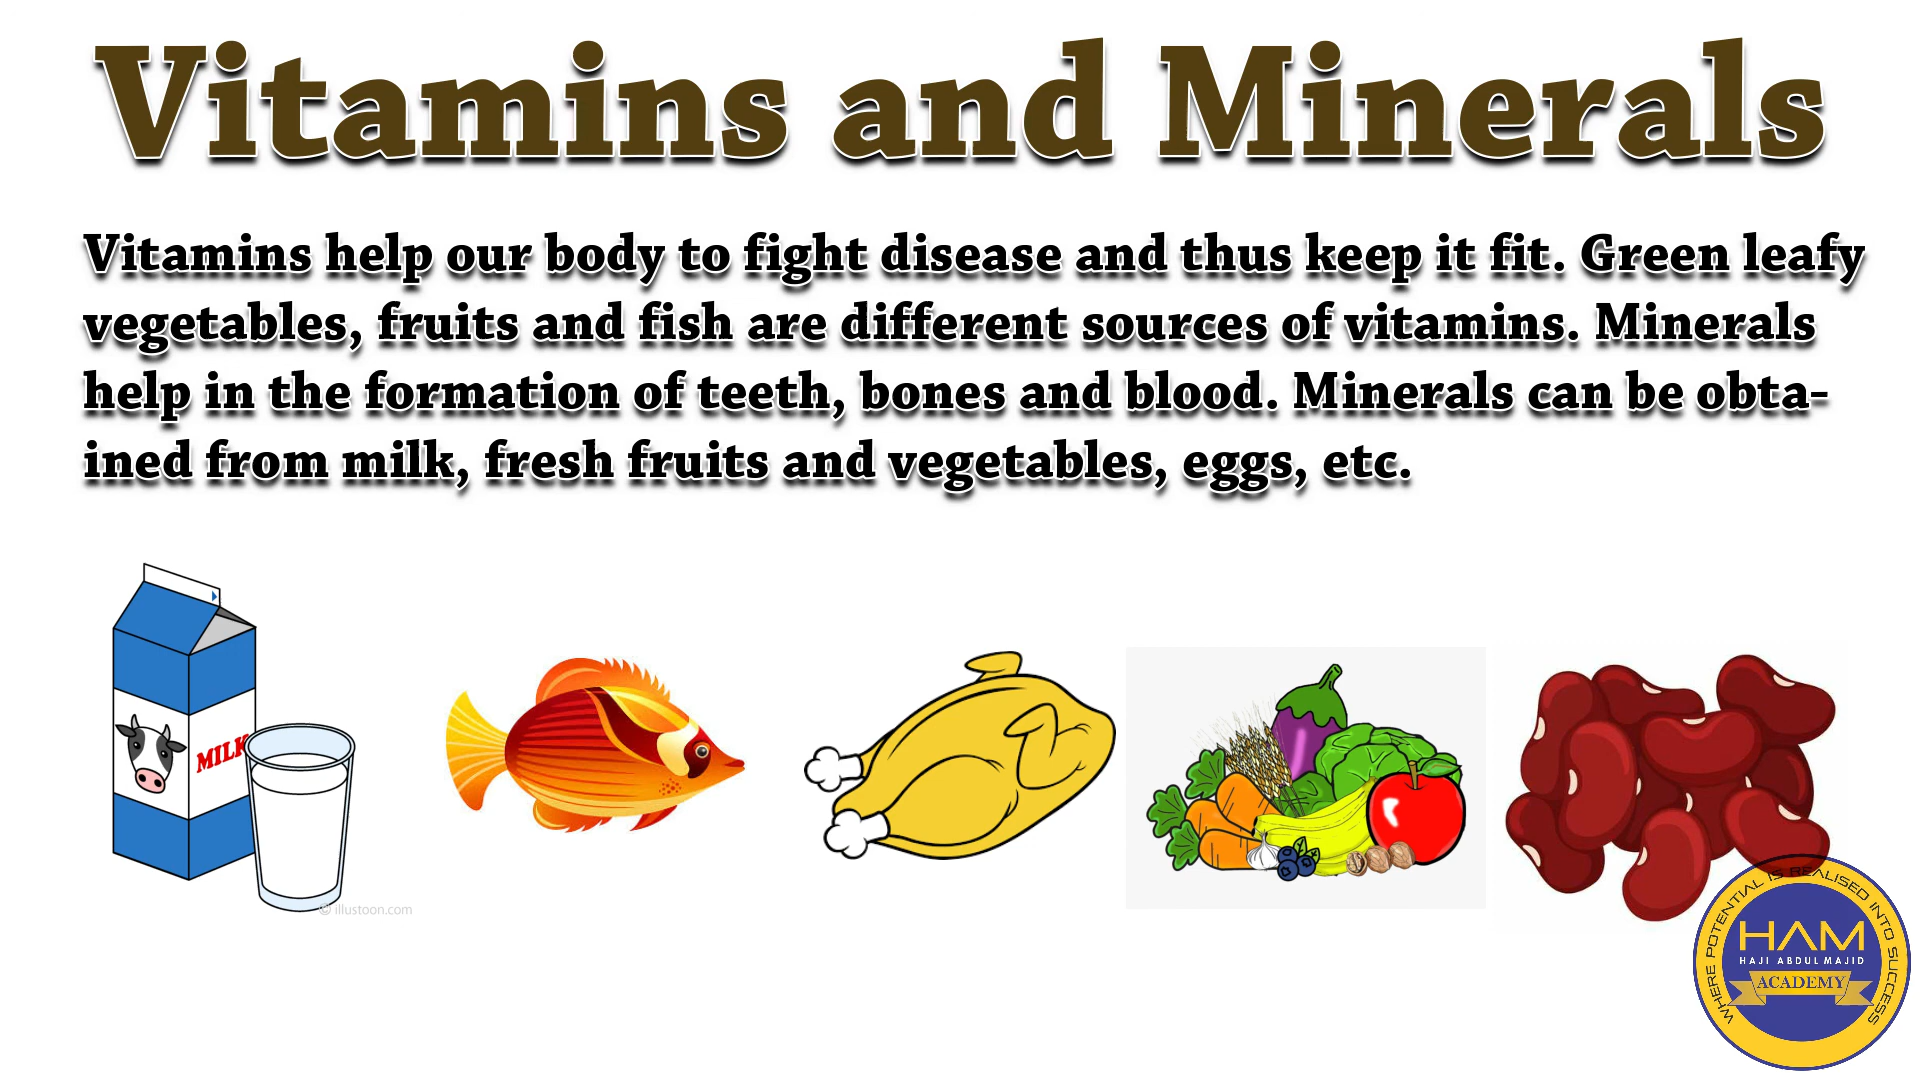 Vitamins and Minerals
Vitamins help our body to fight disease and thus keep it fit. Green leafy
vegetables, fruits and fish are different sources of vitamins. Minerals
help in the formation of teeth, bones and blood. Minerals can be obta-
ined from milk, fresh fruits and vegetables, eggs, etc.
MILK
© illustoon.com
WHERE POTENTIAL IS REALISED INTO SUCCESS
HAM
HAJI ABDUL MAJID
ACADEMY